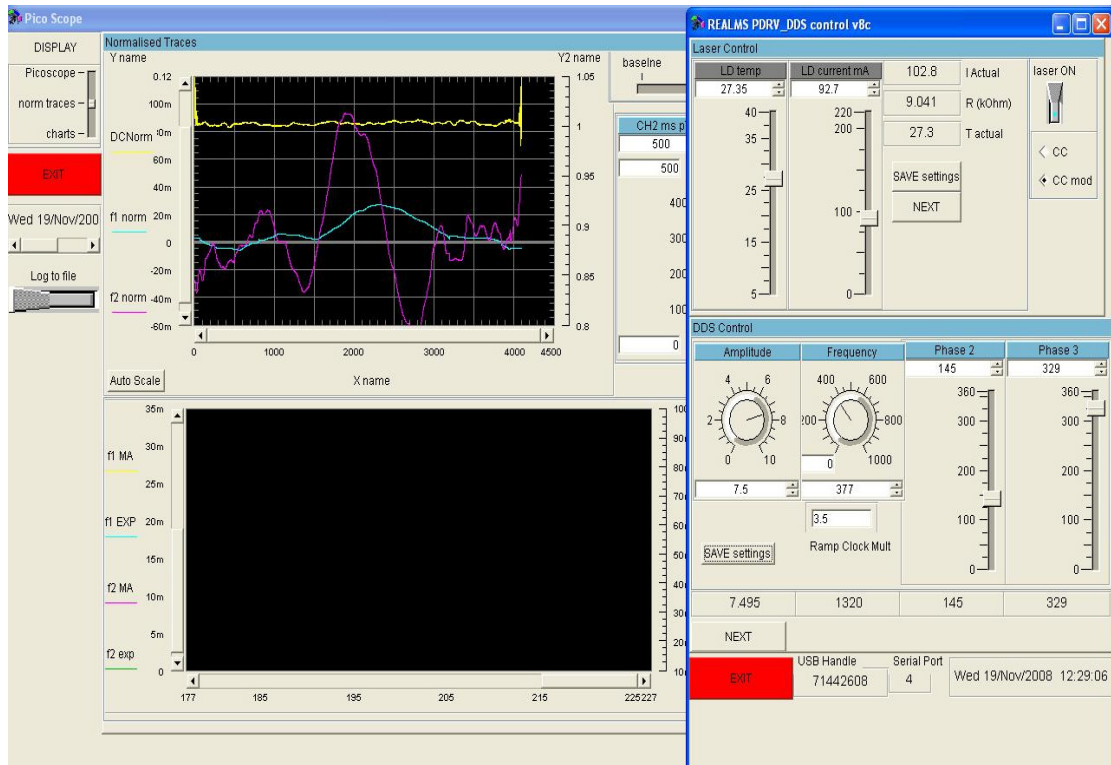 Pico Scope
DISPLAY
Picoscope
norm traces
charts
EXIT
Wed 19/Nov/200
Log to file
Normalised Traces
Y name
Y2 name
0.12
100m
DCNorm
60m
40m
f1 norm 20m
0
-20m
f2 norm -40m
-60m
1.05
1
0.95
0.9
0.85
0.8
0 1000 2000 3000 4000 4500
Auto Scale
X name
baselne
CH2 ms p
500
500
400
300
200
100
0
35m
f1 MA 30m
25m
f1 EXP 20m
15m
f2 MA 10m
5m
f2 exp
0
177 185 195 205 215 225227
REALMS PDRV_DDS control v8c
Laser Control
LD temp
27.35
40
35
25
15
5
LD current mA
92.7
220
200
100
0
102.8 I Actual
9.041 R (kOhm)
27.3 T actual
SAVE settings
NEXT
laser ON
CC
CC mod
DDS Control
Amplitude
0 2 4 6 8 10
7.5
Frequency
0 200 400 600 800 1000
377
3.5
Ramp Clock Mult
Phase 2
145
360
300
200
100
0
Phase 3
329
360
300
200
100
0
SAVE settings
7.495 1320 145 329
NEXT
EXIT
USB Handle
71442608
Serial Port
4
Wed 19/Nov/2008 12:29:06